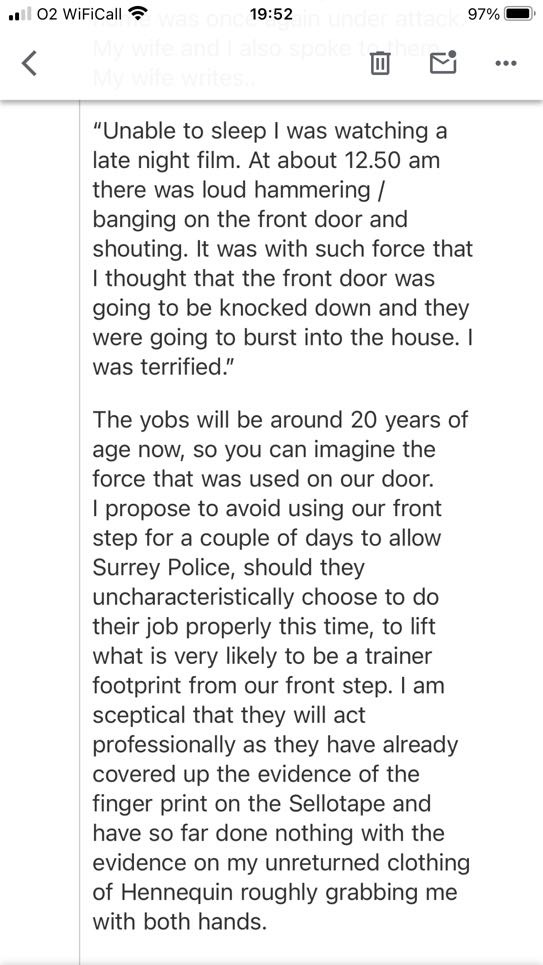 O2 WiFiCall 19:52 97%
was once again under attack.
My wife and I also spoke to them.
My wife writes..
“Unable to sleep I was watching a
late night film. At about 12.50 am
there was loud hammering /
banging on the front door and
shouting. It was with such force that
I thought that the front door was
going to be knocked down and they
were going to burst into the house. I
was terrified.”
The yobs will be around 20 years of
age now, so you can imagine the
force that was used on our door.
I propose to avoid using our front
step for a couple of days to allow
Surrey Police, should they
uncharacteristically choose to do
their job properly this time, to lift
what is very likely to be a trainer
footprint from our front step. I am
sceptical that they will act
professionally as they have already
covered up the evidence of the
finger print on the Sellotape and
have so far done nothing with the
evidence on my unreturned clothing
of Hennequin roughly grabbing me
with both hands.